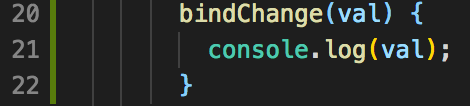 20 bindChange(val) {
21 console.log(val);
22 }